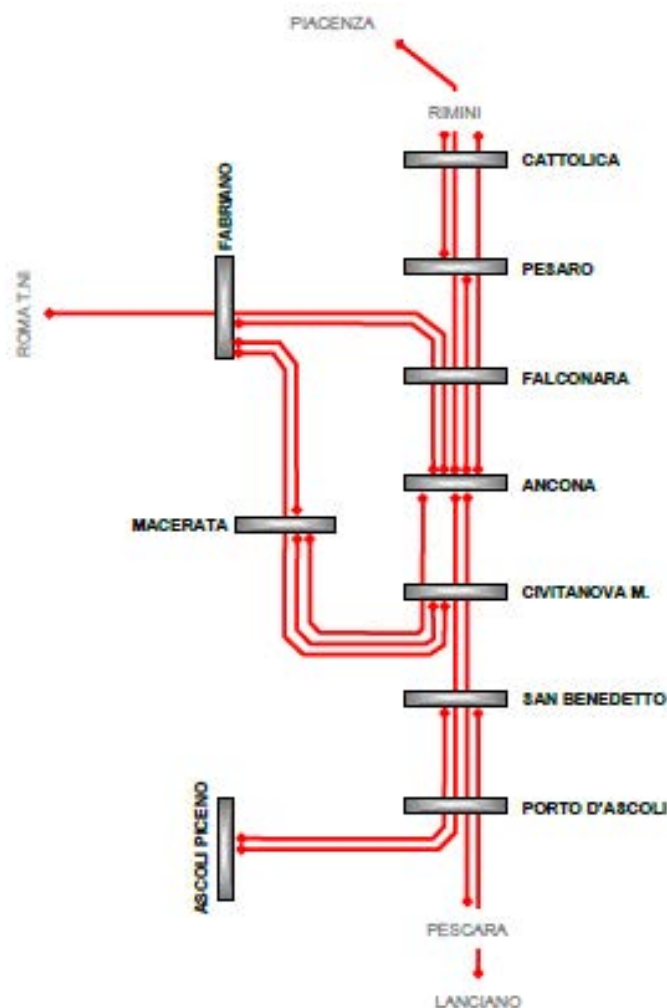 PIACENZA
RIMINI
CATTOLICA
FABRIANO
PESARO
ROMA T.NI
FALCONARA
ANCONA
MACERATA
CIVITANOVA M.
SAN BENEDETTO
ASCOLI PICENO
PORTO D'ASCOLI
PESCARA
LANCIANO